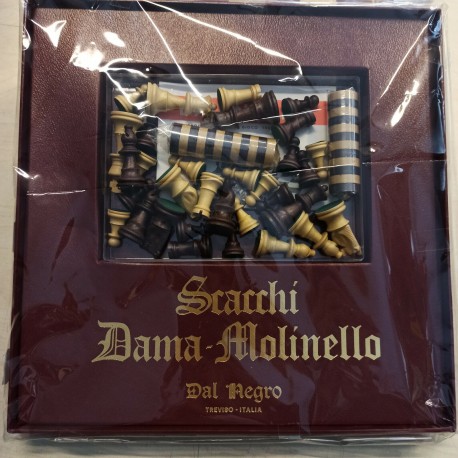 Scacchi
Dama-Molinello
Dal Negro
TREVISO-ITALIA